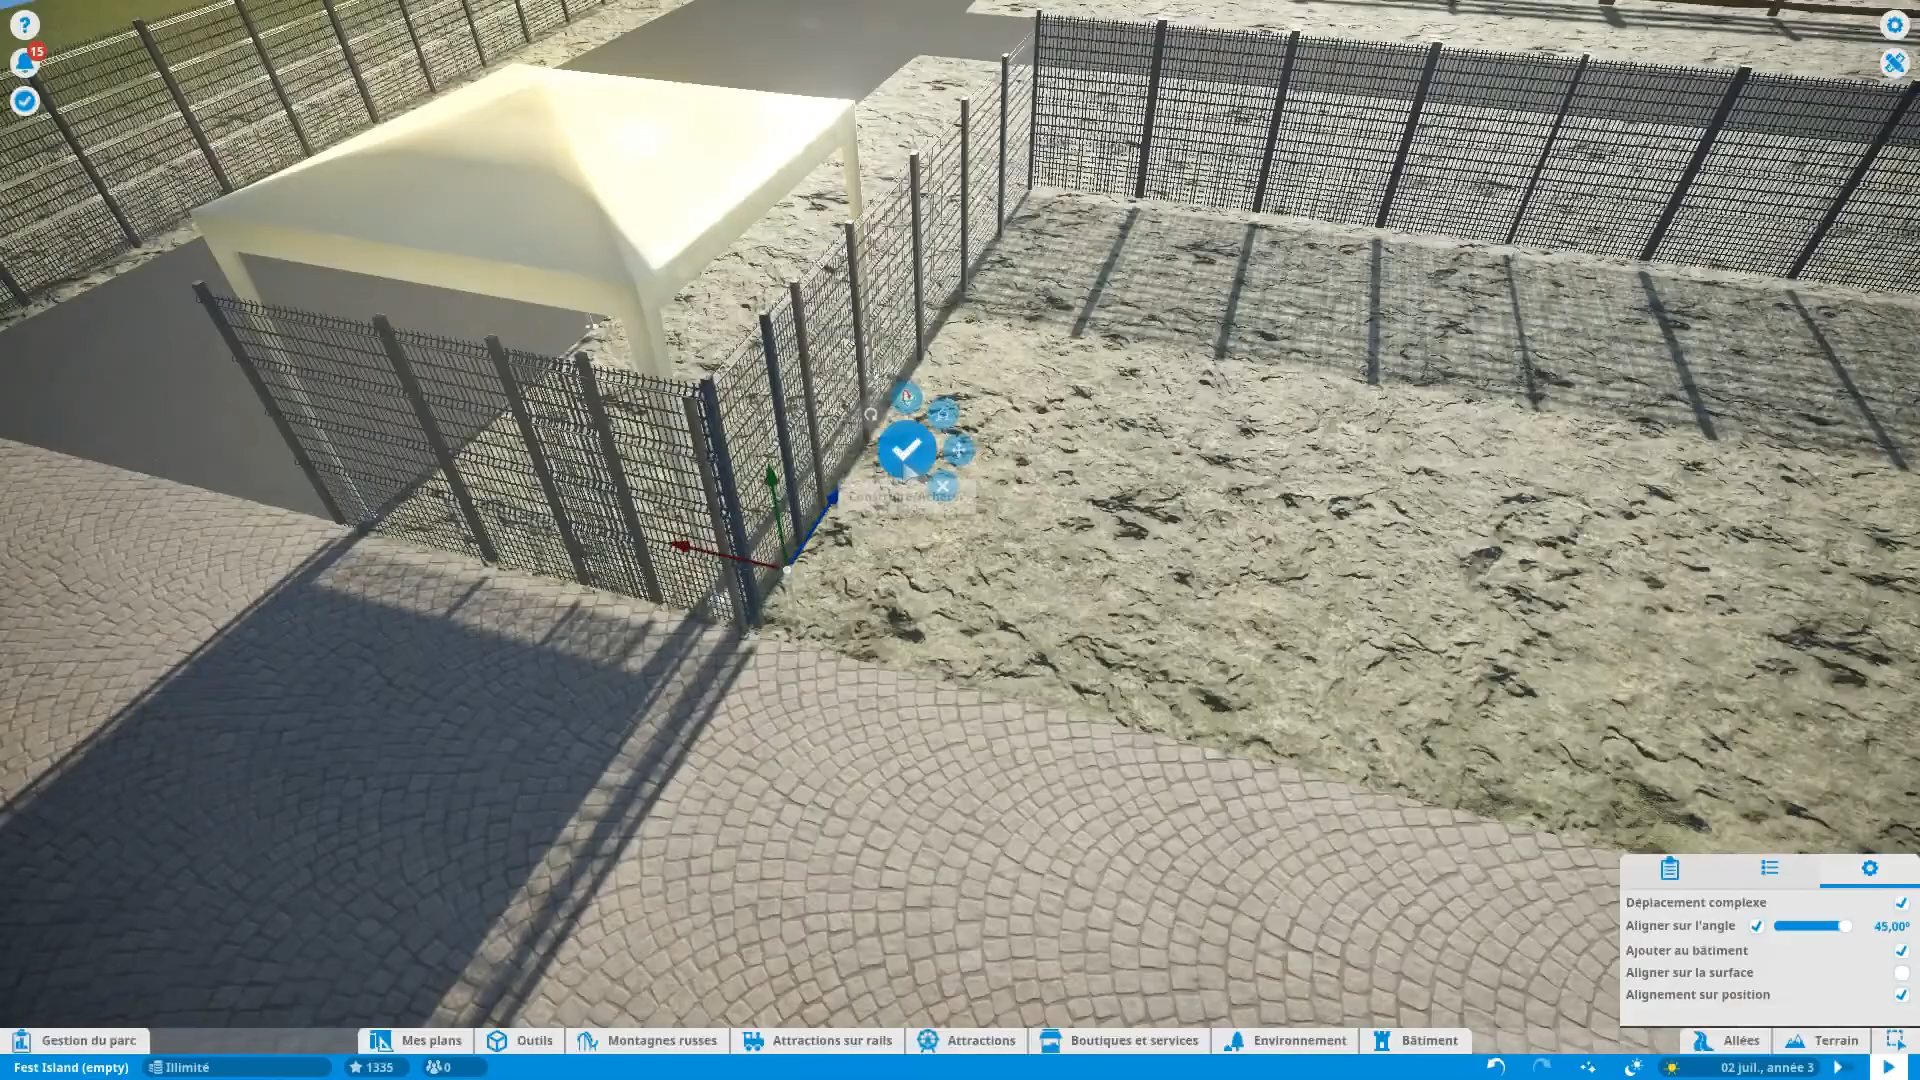 ?
15
Construire/Achever
Déplacement complexe
Aligner sur l'angle 45,00°
Ajouter au bâtiment
Aligner sur la surface
Alignement sur position
Gestion du parc
Mes plans
Outils
Montagnes russes
Attractions sur rails
Attractions
Boutiques et services
Environnement
Bâtiment
Allées
Terrain
Fest Island (empty)
Illimité
1335
0
02 juil., année 3